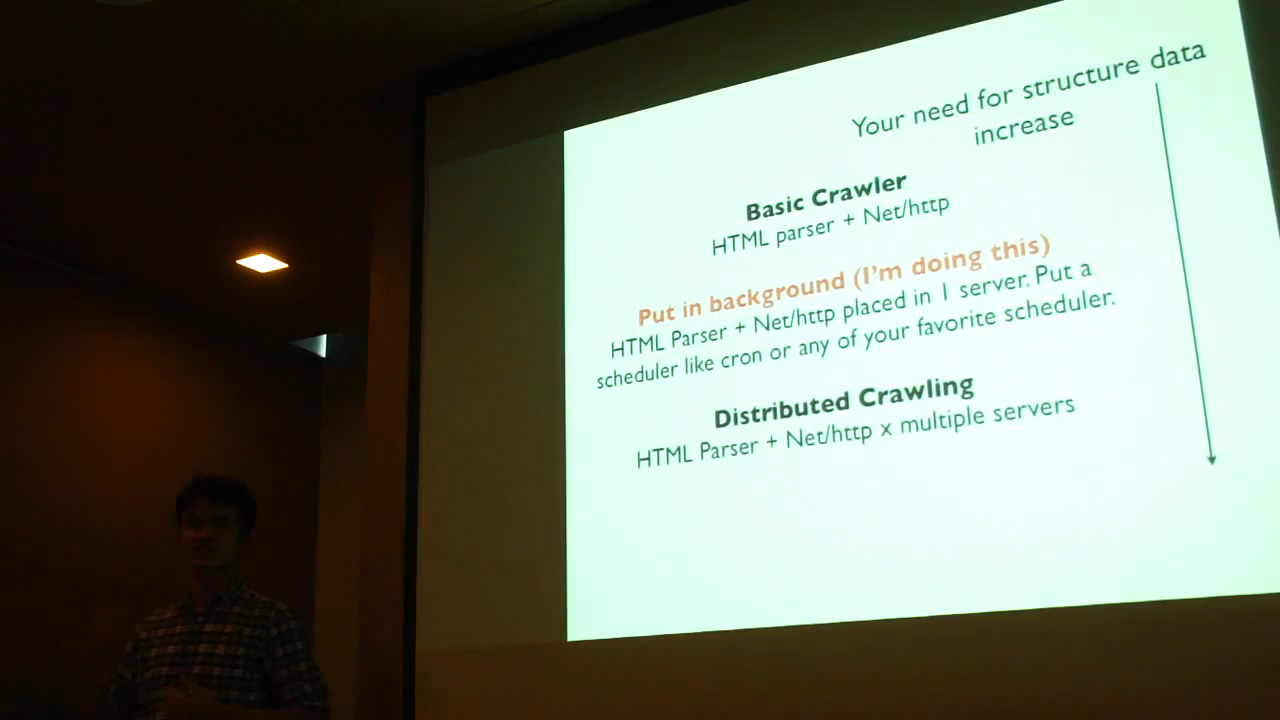 Your need for structure data
increase
Basic Crawler
HTML parser + Net/http
Put in background (I'm doing this)
HTML Parser + Net/http placed in 1 server. Put a
scheduler like cron or any of your favorite scheduler.
Distributed Crawling
HTML Parser + Net/http x multiple servers